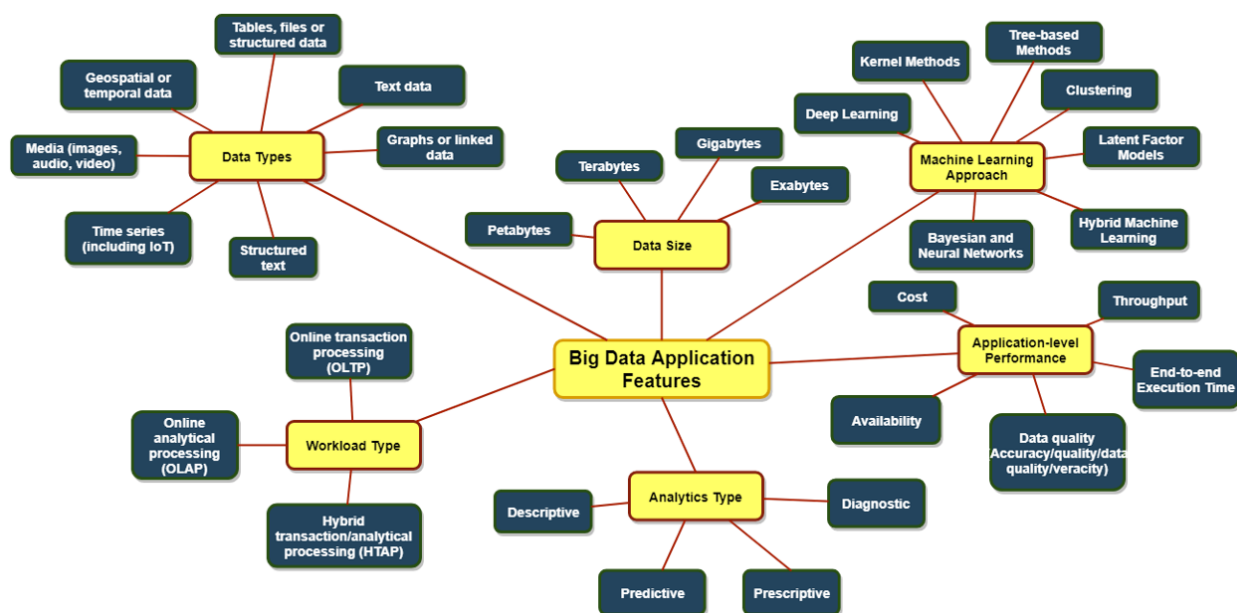 Tables, files or
structured data
Geospatial or
temporal data
Text data
Media (images,
audio, video)
Data Types
Graphs or linked
data
Time series
(including IoT)
Structured
text
Terabytes
Gigabytes
Exabytes
Petabytes
Data Size
Kernel Methods
Tree-based
Methods
Clustering
Deep Learning
Machine Learning
Approach
Latent Factor
Models
Bayesian and
Neural Networks
Hybrid Machine
Learning
Big Data Application
Features
Cost
Throughput
Application-level
Performance
End-to-end
Execution Time
Availability
Data quality
Accuracy/quality/data
quality/veracity)
Online transaction
processing
(OLTP)
Online
analytical
processing
(OLAP)
Workload Type
Hybrid
transaction/analytical
processing (HTAP)
Analytics Type
Descriptive
Diagnostic
Predictive
Prescriptive